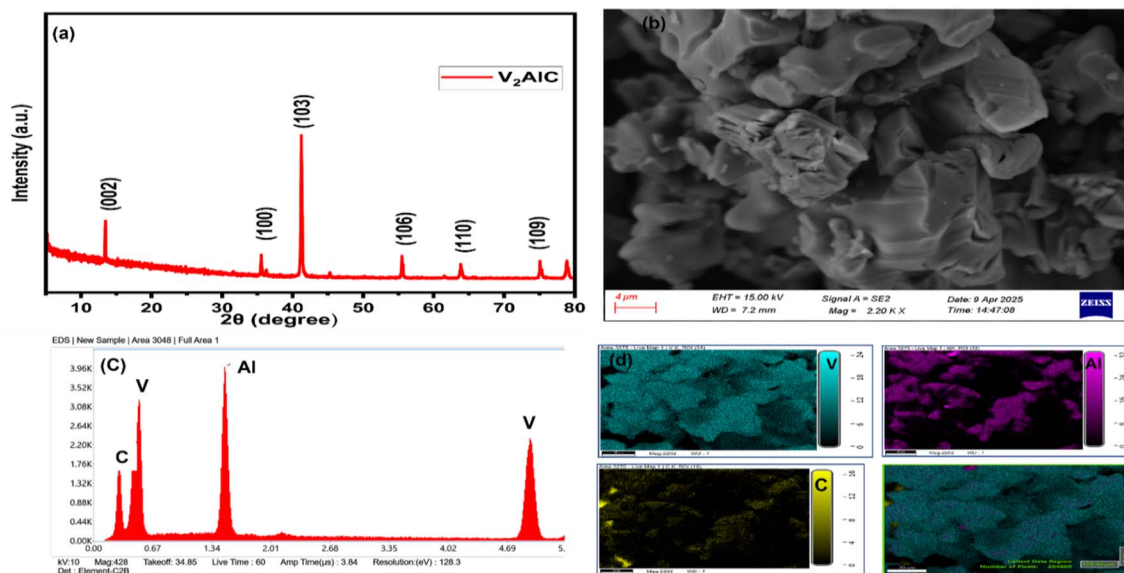 (a)
V₂AlC
(002)
(100)
(103)
(106)
(110)
(109)
Intensity (a.u.)
10 20 30 40 50 60 70 80
2θ (degree)
(b)
4 μm
EHT = 15.00 kV
WD = 7.2 mm
Signal A = SE2
Mag = 2.20 K X
Date: 9 Apr 2025
Time: 14:47:08
ZEISS
EDS | New Sample | Area 3048 | Full Area 1
(C)
C
V
Al
V
3.96K
3.52K
3.08K
2.64K
2.20K
1.76K
1.32K
0.88K
0.44K
0.00K
0.00 0.67 1.34 2.01 2.68 3.35 4.02 4.69 5.
kV:10 Mag:428 Takeoff: 34.85 Live Time : 60 Amp Time(μs) : 3.84 Resolution:(eV) : 128.3
Det : Element-C2B
(d)
V
Al
C